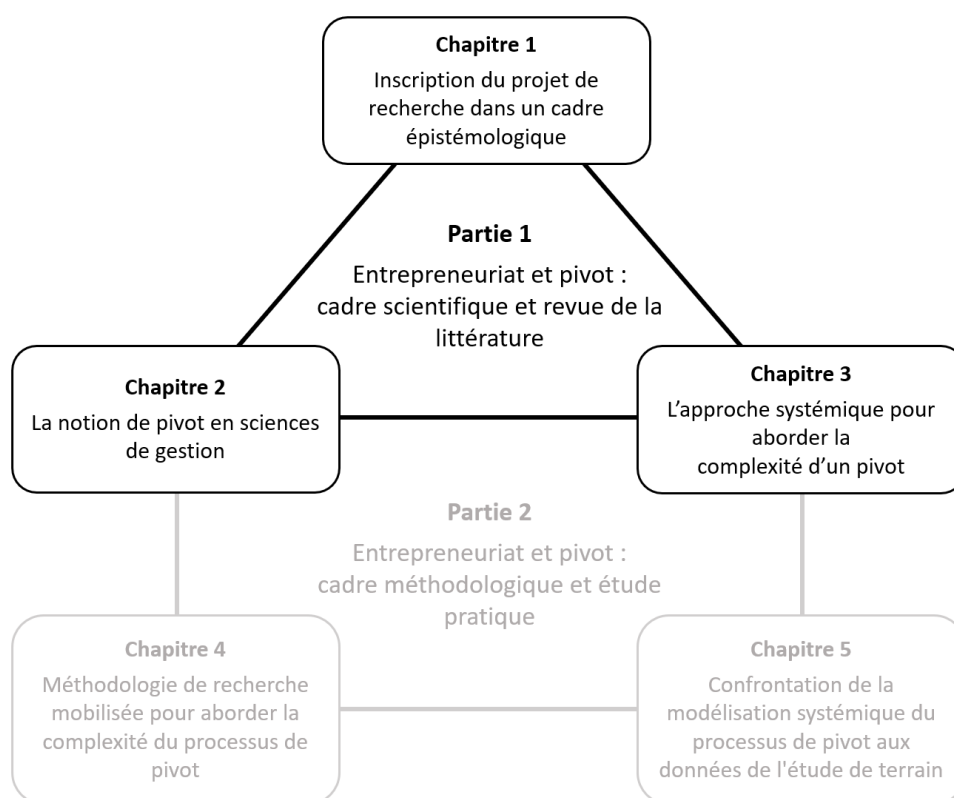 Chapitre 1
Inscription du projet de
recherche dans un cadre
épistémologique
Partie 1
Entrepreneuriat et pivot :
cadre scientifique et revue de la
littérature
Chapitre 2
La notion de pivot en sciences
de gestion
Chapitre 3
L’approche systémique pour
aborder la
complexité d’un pivot
Partie 2
Entrepreneuriat et pivot :
cadre méthodologique et étude
pratique
Chapitre 4
Méthodologie de recherche
mobilisée pour aborder la
complexité du processus de
pivot
Chapitre 5
Confrontation de la
modélisation systémique du
processus de pivot aux
données de l'étude de terrain